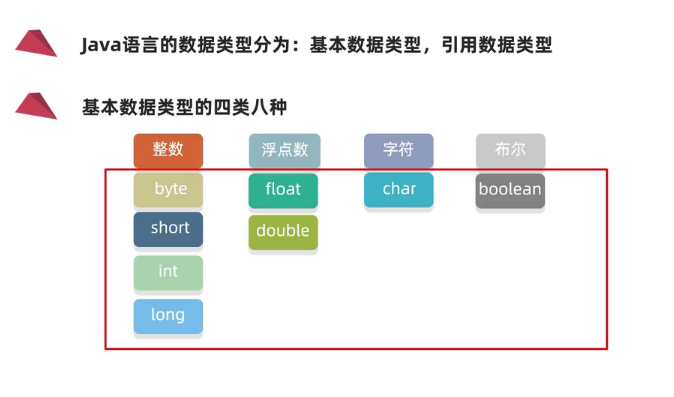 Java语言的数据类型分为：基本数据类型，引用数据类型
基本数据类型的四类八种
整数 浮点数 字符 布尔
byte float char boolean
short double
int
long